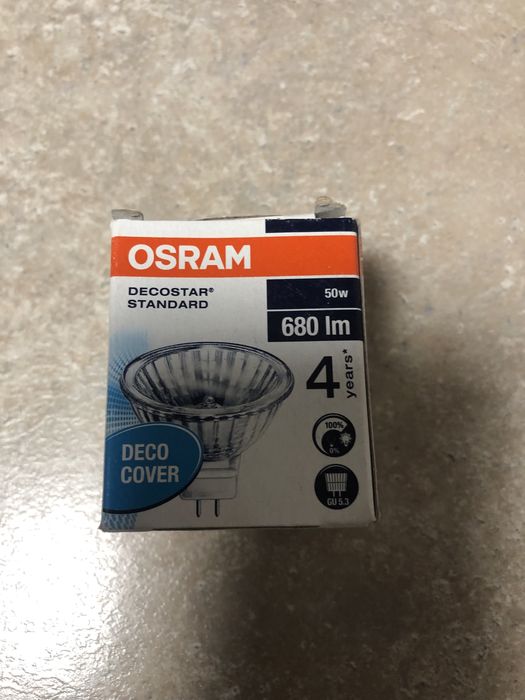 OSRAM
DECOSTAR®
STANDARD
50w
680 lm
4 years*
100%
0%
DECO
COVER
GU 5.3